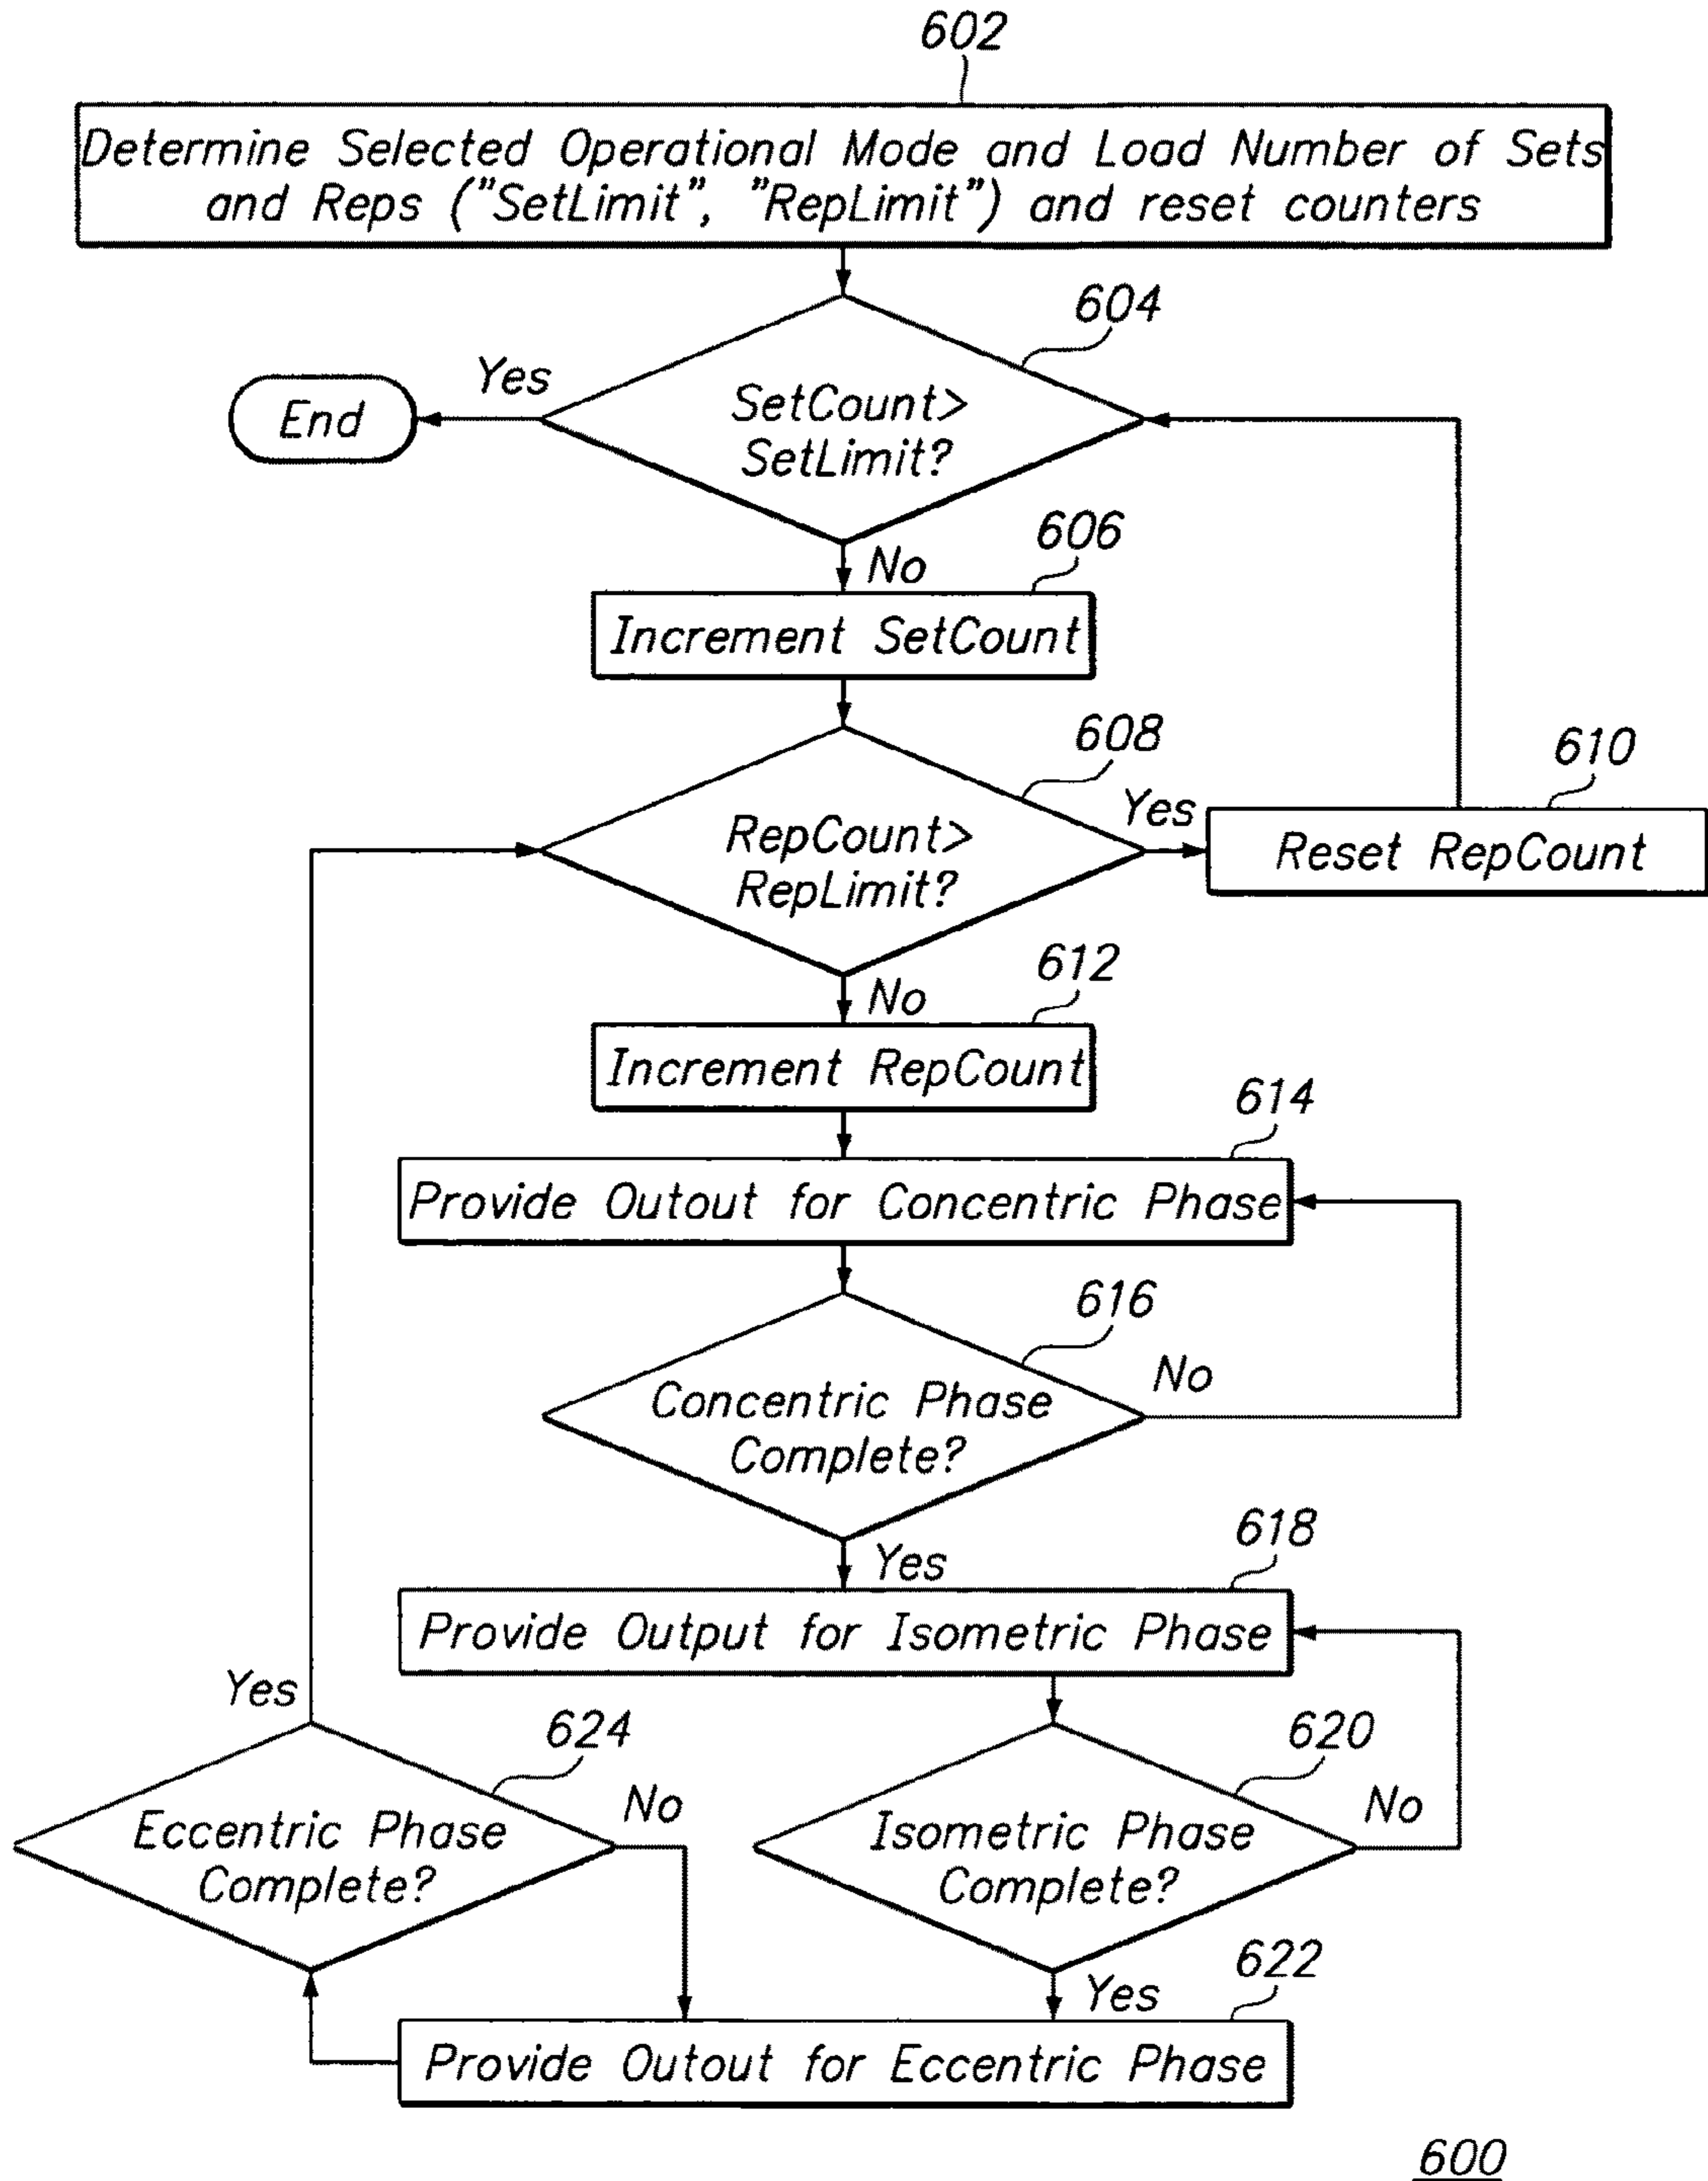 602
Determine Selected Operational Mode and Load Number of Sets
and Reps ("SetLimit", "RepLimit") and reset counters
604
Yes
End
SetCount>
SetLimit?
606
No
Increment SetCount
608
610
Yes
RepCount>
RepLimit?
Reset RepCount
612
No
Increment RepCount
614
Provide Outout for Concentric Phase
616
No
Concentric Phase
Complete?
618
Yes
Provide Output for Isometric Phase
Yes
624
620
No
No
Eccentric Phase
Complete?
Isometric Phase
Complete?
622
Yes
Provide Outout for Eccentric Phase
600